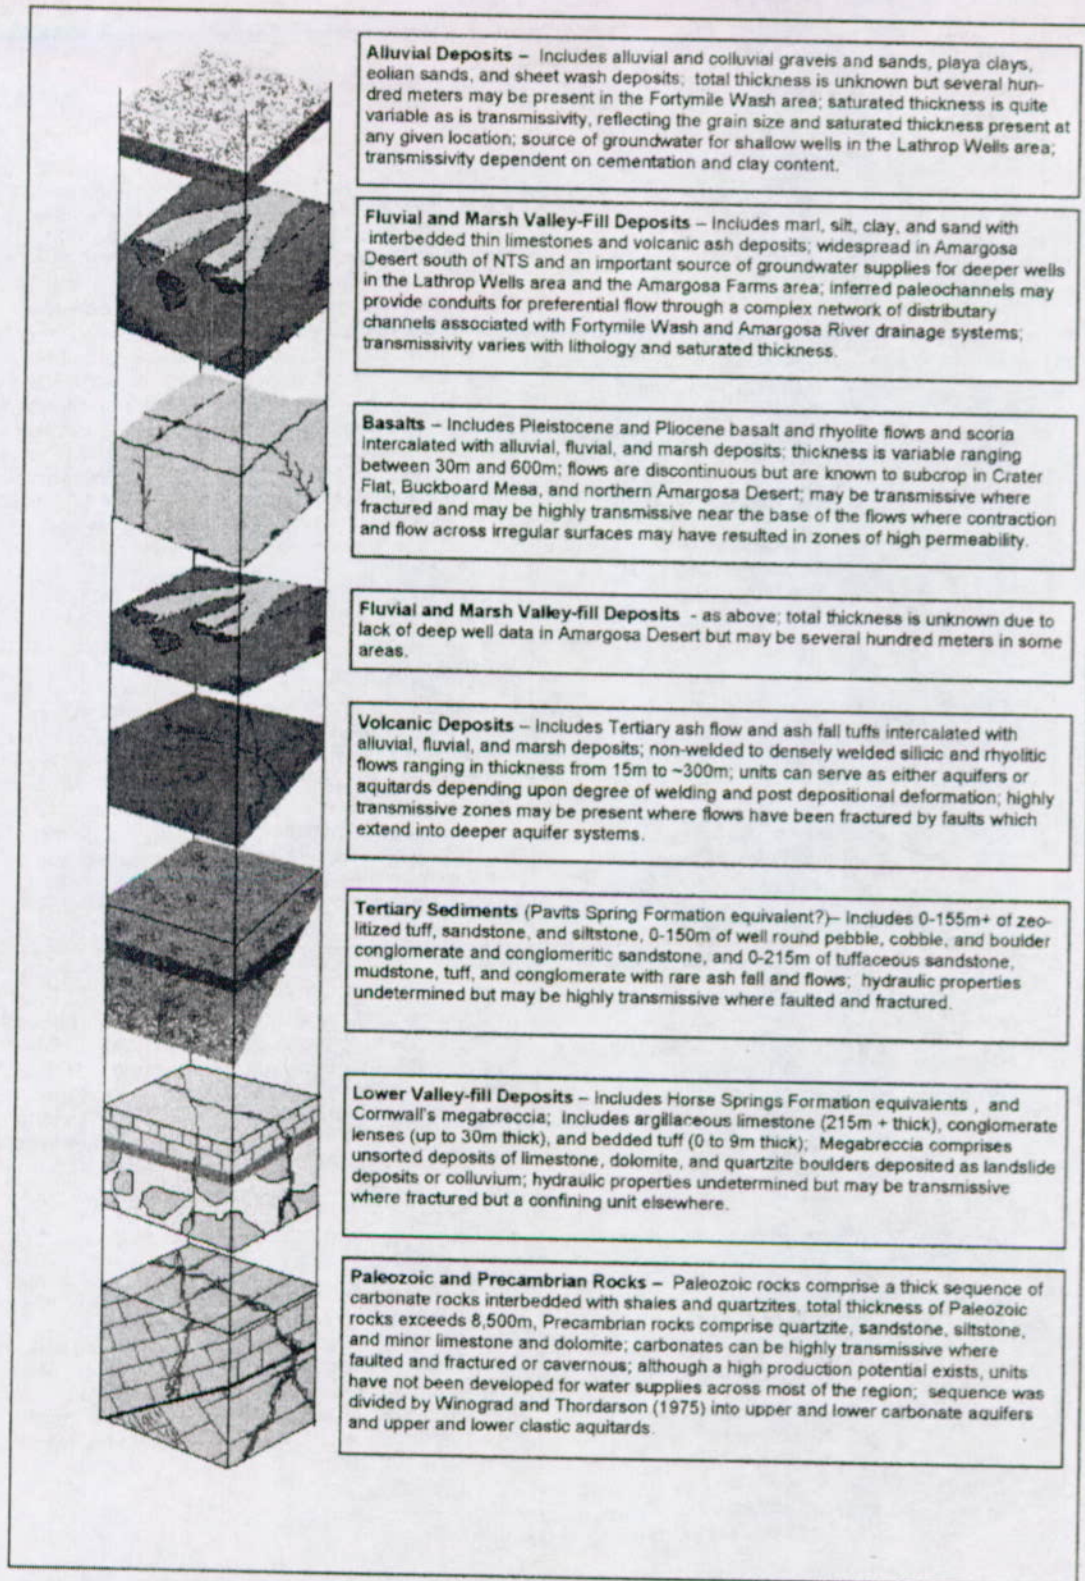 Alluvial Deposits – Includes alluvial and colluvial gravels and sands, playa clays,
eolian sands, and sheet wash deposits; total thickness is unknown but several hun-
dred meters may be present in the Fortymile Wash area; saturated thickness is quite
variable as is transmissivity, reflecting the grain size and saturated thickness present at
any given location; source of groundwater for shallow wells in the Lathrop Wells area;
transmissivity dependent on cementation and clay content.
Fluvial and Marsh Valley-Fill Deposits – Includes marl, silt, clay, and sand with
interbedded thin limestones and volcanic ash deposits; widespread in Amargosa
Desert south of NTS and an important source of groundwater supplies for deeper wells
in the Lathrop Wells area and the Amargosa Farms area; inferred paleochannels may
provide conduits for preferential flow through a complex network of distributary
channels associated with Fortymile Wash and Amargosa River drainage systems;
transmissivity varies with lithology and saturated thickness.
Basalts – Includes Pleistocene and Pliocene basalt and rhyolite flows and scoria
intercalated with alluvial, fluvial, and marsh deposits; thickness is variable ranging
between 30m and 600m; flows are discontinuous but are known to subcrop in Crater
Flat, Buckboard Mesa, and northern Amargosa Desert; may be transmissive where
fractured and may be highly transmissive near the base of the flows where contraction
and flow across irregular surfaces may have resulted in zones of high permeability.
Fluvial and Marsh Valley-fill Deposits - as above; total thickness is unknown due to
lack of deep well data in Amargosa Desert but may be several hundred meters in some
areas.
Volcanic Deposits – Includes Tertiary ash flow and ash fall tuffs intercalated with
alluvial, fluvial, and marsh deposits; non-welded to densely welded silicic and rhyolitic
flows ranging in thickness from 15m to ~300m; units can serve as either aquifers or
aquitards depending upon degree of welding and post depositional deformation; highly
transmissive zones may be present where flows have been fractured by faults which
extend into deeper aquifer systems.
Tertiary Sediments (Pavits Spring Formation equivalent?)– Includes 0-155m+ of zeo-
litized tuff, sandstone, and siltstone, 0-150m of well round pebble, cobble, and boulder
conglomerate and conglomeritic sandstone, and 0-215m of tuffaceous sandstone,
mudstone, tuff, and conglomerate with rare ash fall and flows; hydraulic properties
undetermined but may be highly transmissive where faulted and fractured.
Lower Valley-fill Deposits – Includes Horse Springs Formation equivalents , and
Cornwall's megabreccia; Includes argillaceous limestone (215m + thick), conglomerate
lenses (up to 30m thick), and bedded tuff (0 to 9m thick); Megabreccia comprises
unsorted deposits of limestone, dolomite, and quartzite boulders deposited as landslide
deposits or colluvium; hydraulic properties undetermined but may be transmissive
where fractured but a confining unit elsewhere.
Paleozoic and Precambrian Rocks – Paleozoic rocks comprise a thick sequence of
carbonate rocks interbedded with shales and quartzites, total thickness of Paleozoic
rocks exceeds 8,500m, Precambrian rocks comprise quartzite, sandstone, siltstone,
and minor limestone and dolomite; carbonates can be highly transmissive where
faulted and fractured or cavernous; although a high production potential exists, units
have not been developed for water supplies across most of the region; sequence was
divided by Winograd and Thordarson (1975) into upper and lower carbonate aquifers
and upper and lower clastic aquitards.